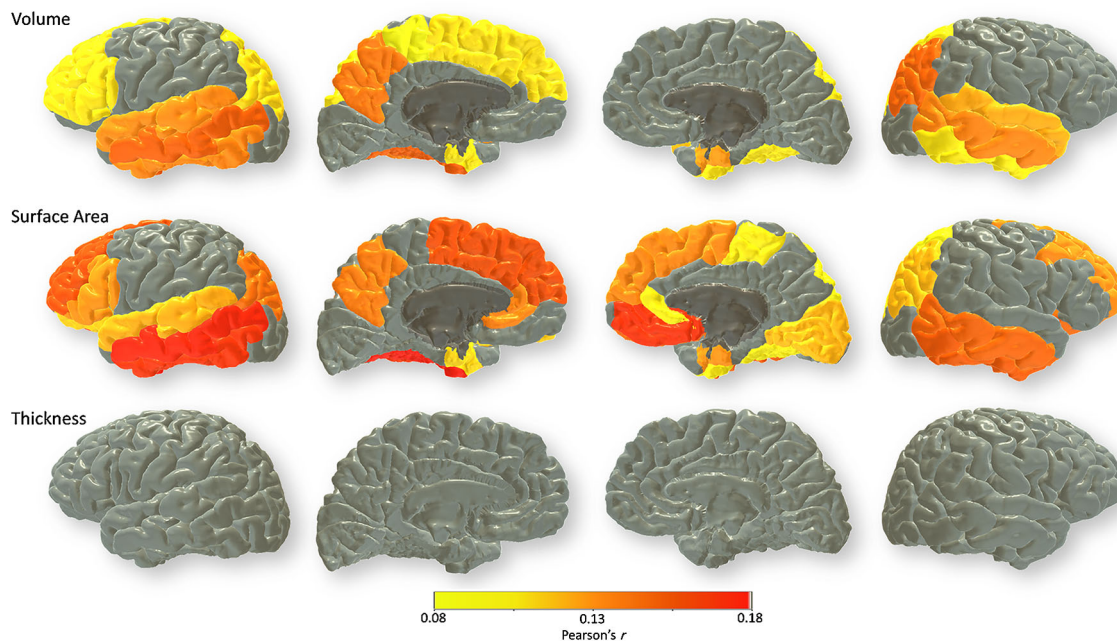 Volume
Surface Area
Thickness
0.08
0.13
0.18
Pearson's r